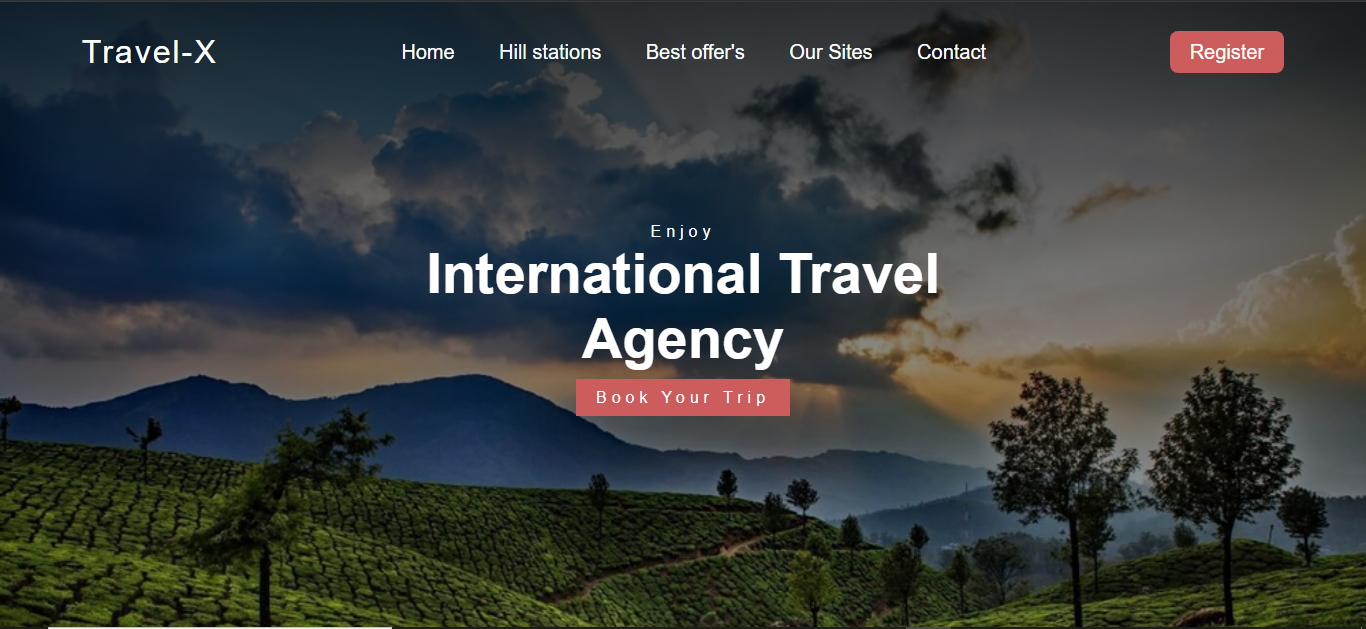 Travel-X
Home
Hill stations
Best offer's
Our Sites
Contact
Register
Enjoy
International Travel
Agency
Book Your Trip